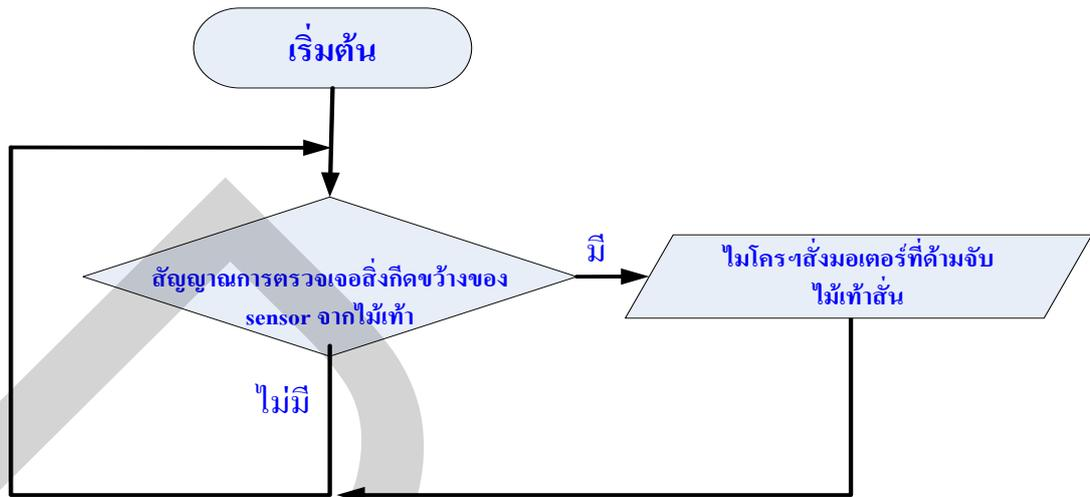 เริ่มต้น
สัญญาณการตรวจเจอสิ่งกีดขวางของ
sensor จากไม้เท้า
มี
ไมโครฯสั่งมอเตอร์ที่ด้ามจับ
ไม้เท้าสั่น
ไม่มี